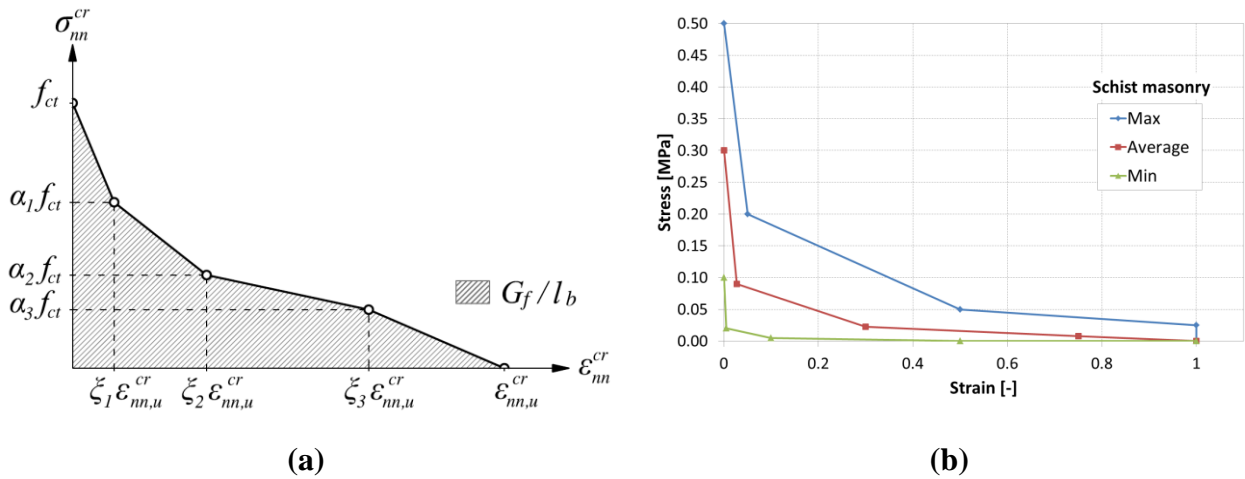 σ_nn^cr
f_ct
α_1 f_ct
α_2 f_ct
α_3 f_ct
G_f / l_b
ξ_1 ε_nn,u^cr
ξ_2 ε_nn,u^cr
ξ_3 ε_nn,u^cr
ε_nn,u^cr
ε_nn^cr
(a)
0.50
0.45
0.40
0.35
0.30
0.25
0.20
0.15
0.10
0.05
0.00
Stress [MPa]
Schist masonry
Max
Average
Min
0
0.2
0.4
0.6
0.8
1
Strain [-]
(b)